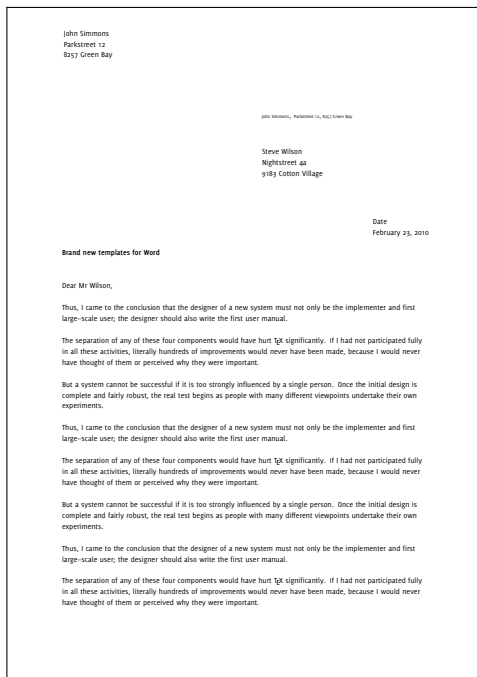 John Simmons
Parkstreet 12
8257 Green Bay
John Simmons, Parkstreet 12, 8257 Green Bay
Steve Wilson
Nightstreet 4a
9183 Cotton Village
Date
February 23, 2010
Brand new templates for Word
Dear Mr Wilson,
Thus, I came to the conclusion that the designer of a new system must not only be the implementer and first
large–scale user; the designer should also write the first user manual.
The separation of any of these four components would have hurt TEX significantly. If I had not participated fully
in all these activities, literally hundreds of improvements would never have been made, because I would never
have thought of them or perceived why they were important.
But a system cannot be successful if it is too strongly influenced by a single person. Once the initial design is
complete and fairly robust, the real test begins as people with many different viewpoints undertake their own
experiments.
Thus, I came to the conclusion that the designer of a new system must not only be the implementer and first
large–scale user; the designer should also write the first user manual.
The separation of any of these four components would have hurt TEX significantly. If I had not participated fully
in all these activities, literally hundreds of improvements would never have been made, because I would never
have thought of them or perceived why they were important.
But a system cannot be successful if it is too strongly influenced by a single person. Once the initial design is
complete and fairly robust, the real test begins as people with many different viewpoints undertake their own
experiments.
Thus, I came to the conclusion that the designer of a new system must not only be the implementer and first
large–scale user; the designer should also write the first user manual.
The separation of any of these four components would have hurt TEX significantly. If I had not participated fully
in all these activities, literally hundreds of improvements would never have been made, because I would never
have thought of them or perceived why they were important.